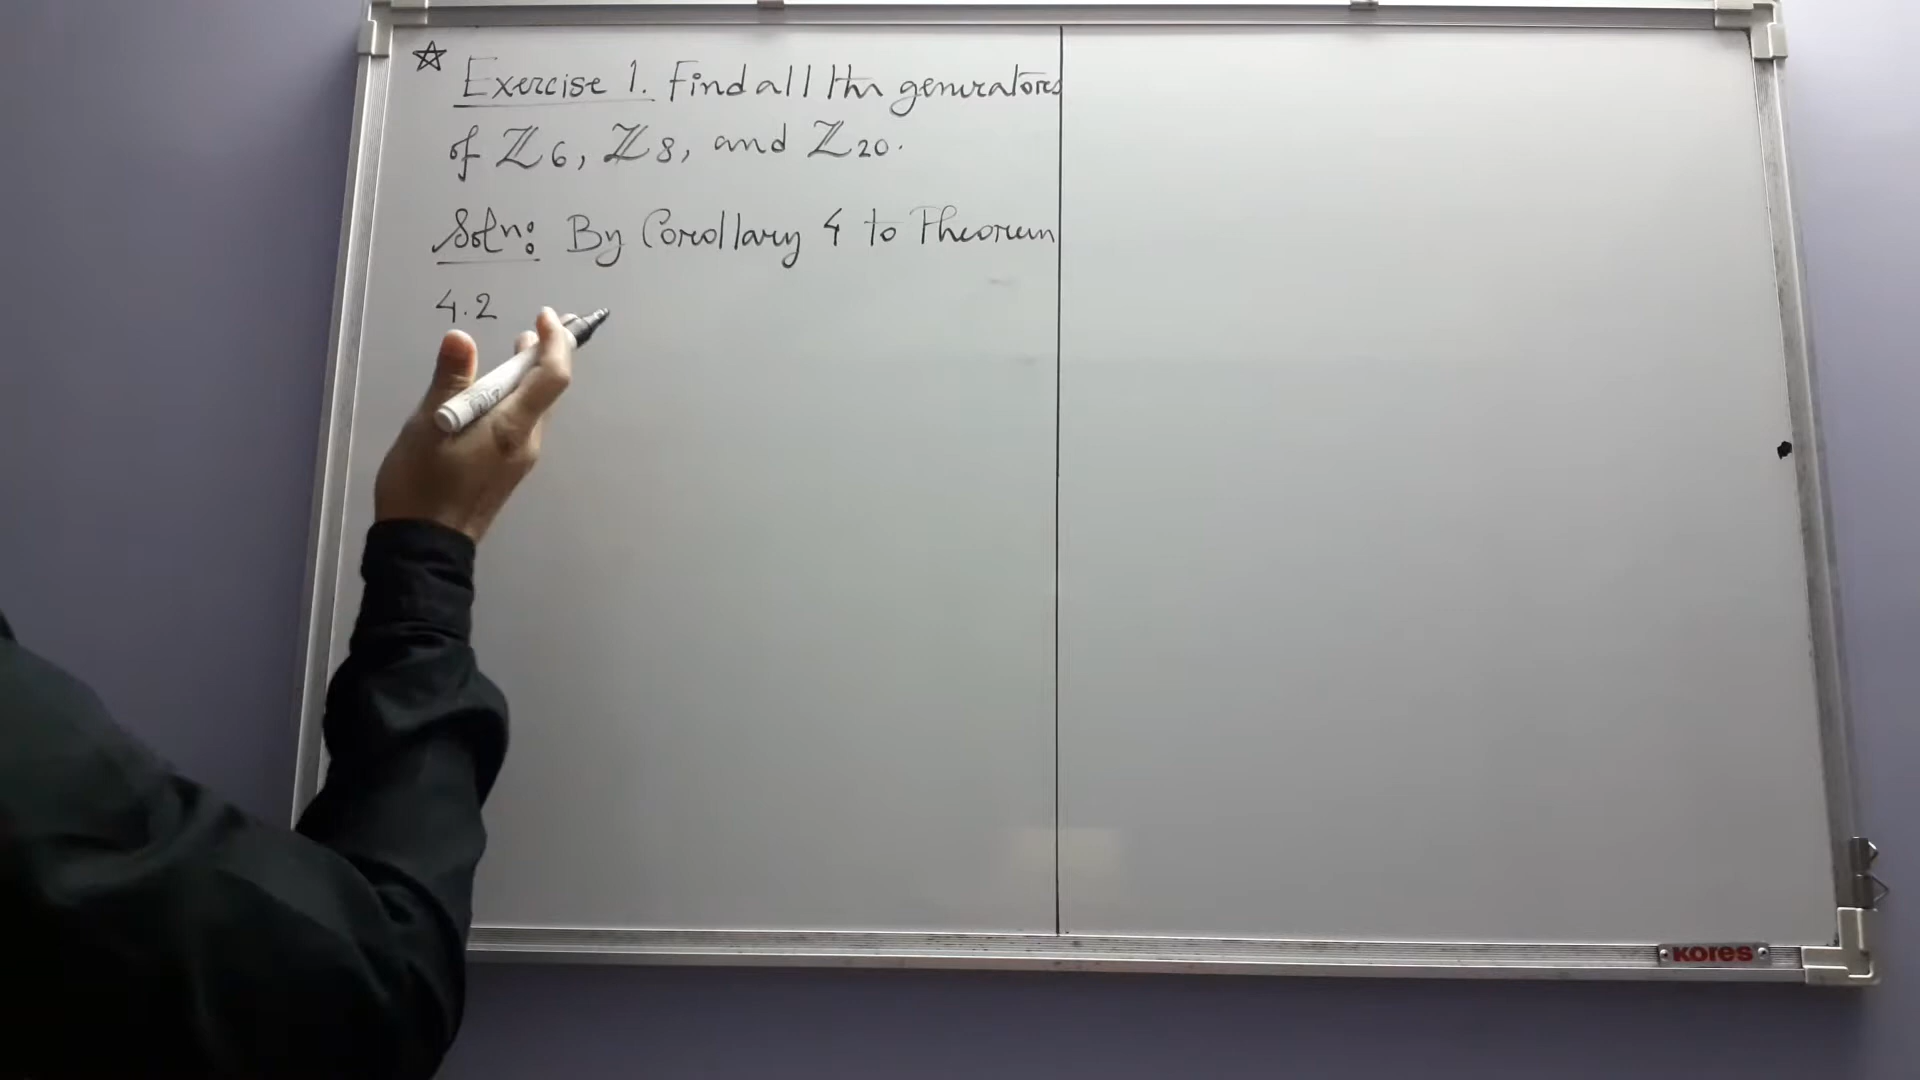 ☆ Exercise 1. Find all the generators
of ℤ6, ℤ8, and ℤ20.
Soln: By Corollary 4 to Theorem
4.2
KORES